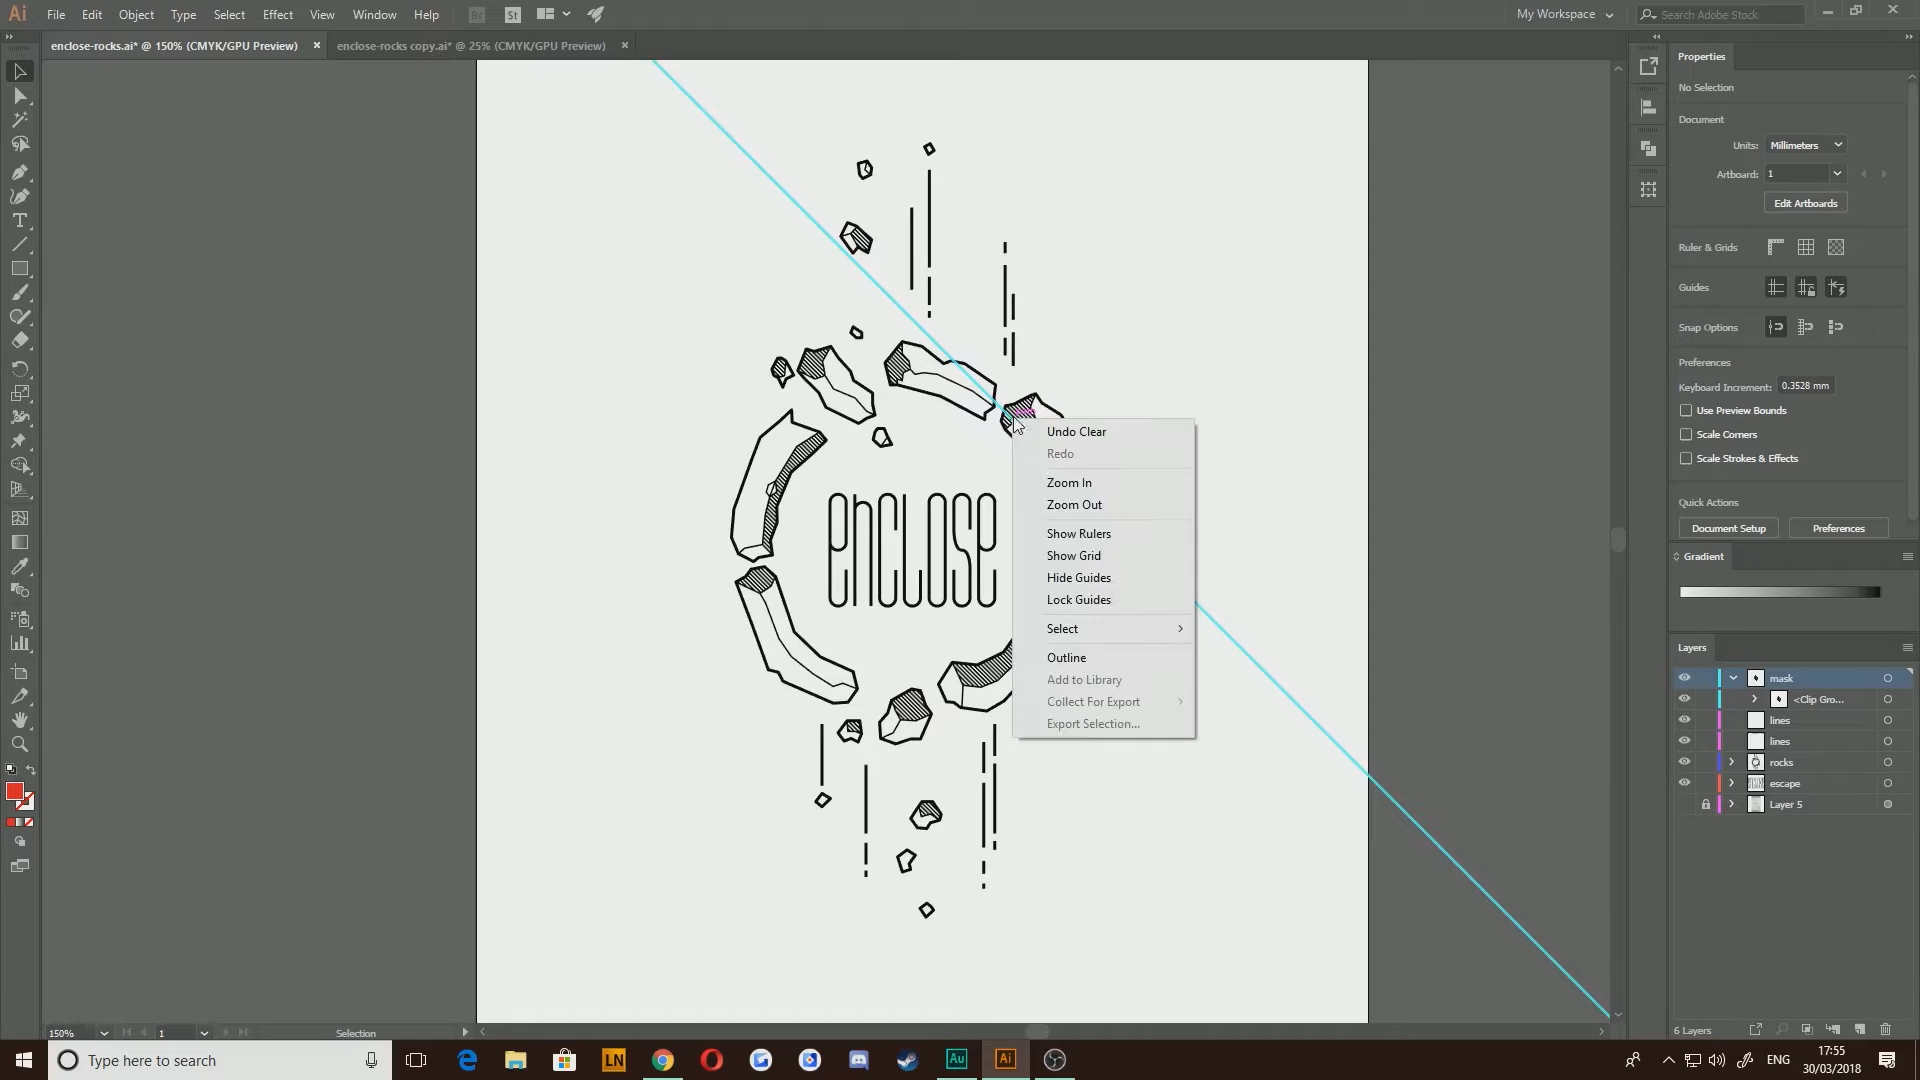 Ai File Edit Object Type Select Effect View Window Help Br St My Workspace Search Adobe Stock
enclose-rocks.ai* @ 150% (CMYK/GPU Preview) × enclose-rocks copy.ai* @ 25% (CMYK/GPU Preview) ×
Properties
No Selection
Document
Units: Millimeters
Artboard: 1
Edit Artboards
Ruler & Grids
Guides
Snap Options
Preferences
Keyboard Increment: 0.3528 mm
Use Preview Bounds
Scale Corners
Scale Strokes & Effects
Quick Actions
Document Setup Preferences
Gradient
Layers
mask
<Clip Gro...
lines
lines
rocks
escape
Layer 5
6 Layers
enclose
Undo Clear
Redo
Zoom In
Zoom Out
Show Rulers
Show Grid
Hide Guides
Lock Guides
Select
Outline
Add to Library
Collect For Export
Export Selection...
150% 1 Selection
Type here to search LN Au Ai ENG 17:55
30/03/2018